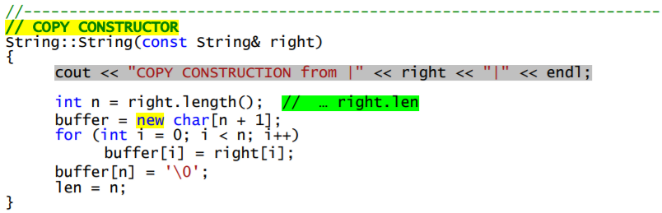 //-----------------------------------------------------------------
// COPY CONSTRUCTOR
String::String(const String& right)
{
cout << "COPY CONSTRUCTION from |" << right << "|" << endl;
int n = right.length(); // … right.len
buffer = new char[n + 1];
for (int i = 0; i < n; i++)
buffer[i] = right[i];
buffer[n] = '\0';
len = n;
}